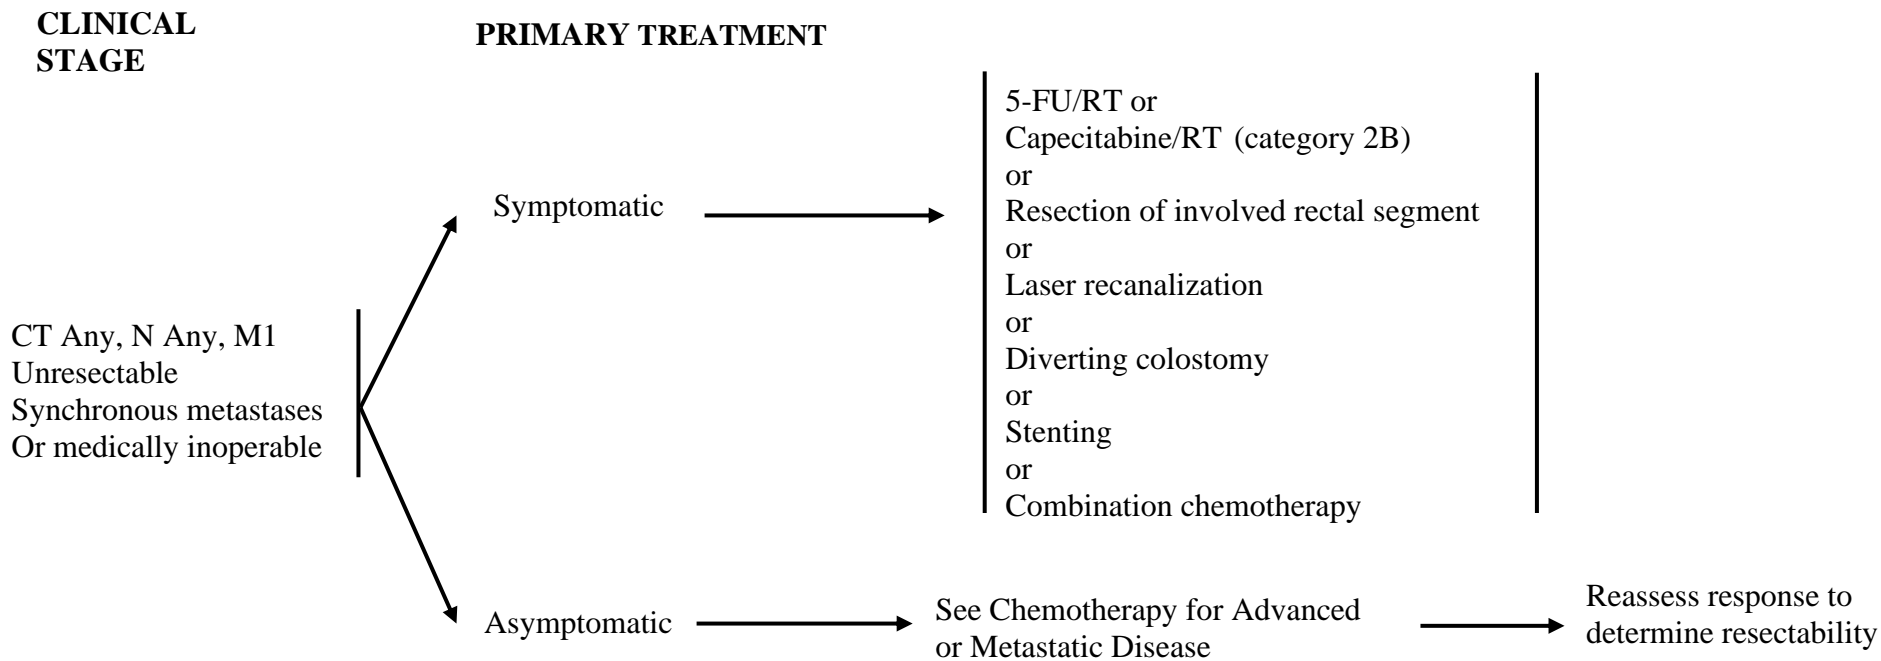 CLINICAL
STAGE
PRIMARY TREATMENT
5-FU/RT or
Capecitabine/RT (category 2B)
or
Resection of involved rectal segment
or
Laser recanalization
or
Diverting colostomy
or
Stenting
or
Combination chemotherapy
Symptomatic
CT Any, N Any, M1
Unresectable
Synchronous metastases
Or medically inoperable
Asymptomatic
See Chemotherapy for Advanced
or Metastatic Disease
Reassess response to
determine resectability